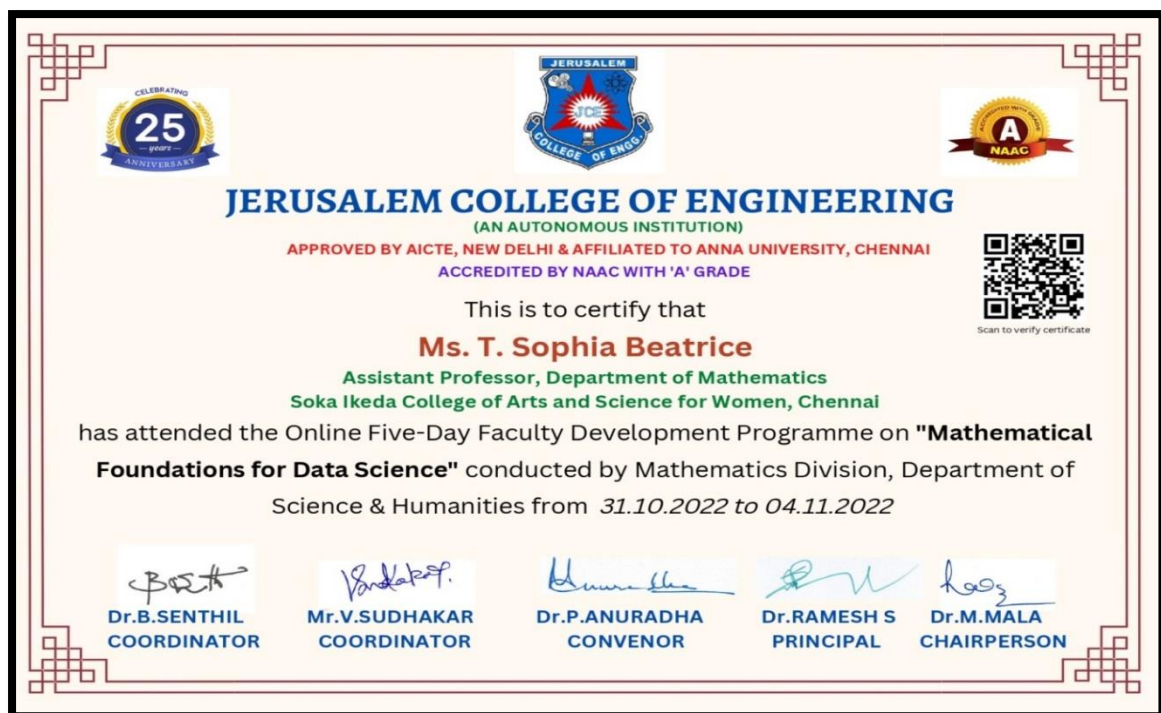 CELEBRATING
25
years
ANNIVERSARY
JERUSALEM
JCE
COLLEGE OF ENGG.
ACCREDITED WITH GRADE
A
NAAC
JERUSALEM COLLEGE OF ENGINEERING
(AN AUTONOMOUS INSTITUTION)
APPROVED BY AICTE, NEW DELHI & AFFILIATED TO ANNA UNIVERSITY, CHENNAI
ACCREDITED BY NAAC WITH 'A' GRADE
Scan to verify certificate
This is to certify that
Ms. T. Sophia Beatrice
Assistant Professor, Department of Mathematics
Soka Ikeda College of Arts and Science for Women, Chennai
has attended the Online Five-Day Faculty Development Programme on "Mathematical
Foundations for Data Science" conducted by Mathematics Division, Department of
Science & Humanities from 31.10.2022 to 04.11.2022
Dr.B.SENTHIL Mr.V.SUDHAKAR Dr.P.ANURADHA Dr.RAMESH S Dr.M.MALA
COORDINATOR COORDINATOR CONVENOR PRINCIPAL CHAIRPERSON